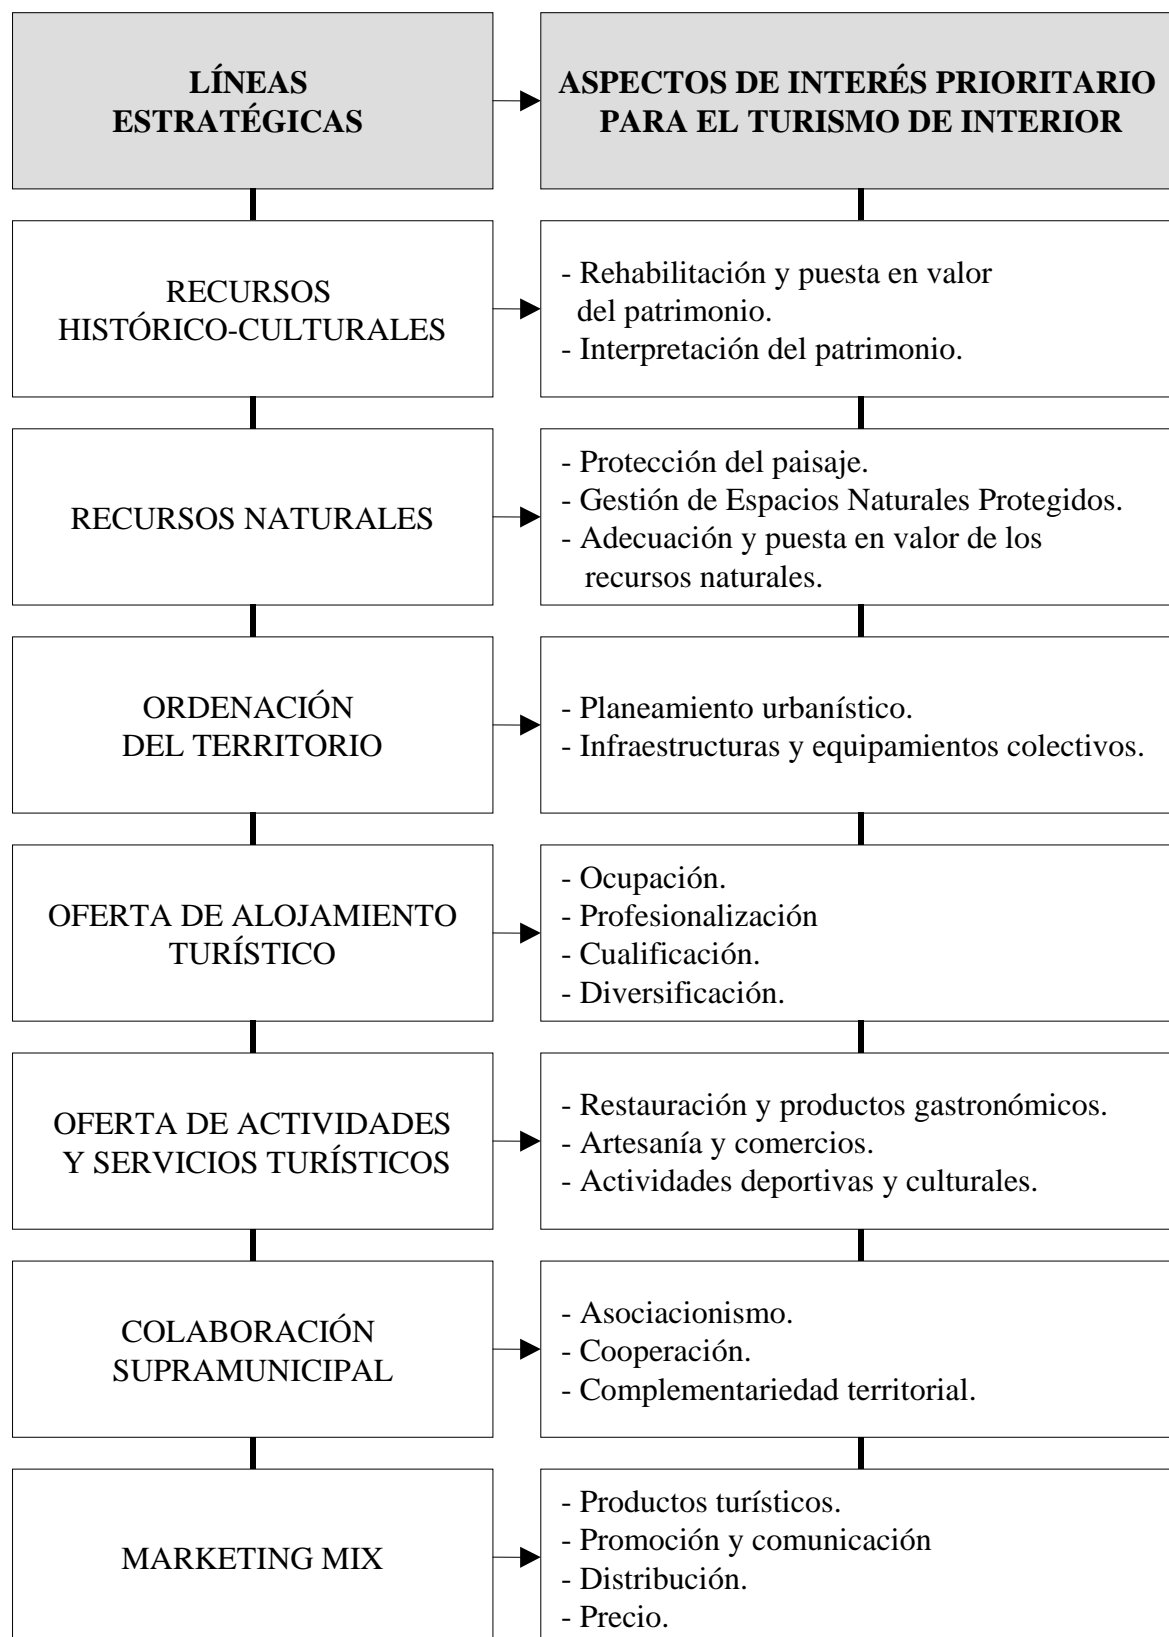 LÍNEAS
ESTRATÉGICAS
ASPECTOS DE INTERÉS PRIORITARIO
PARA EL TURISMO DE INTERIOR
RECURSOS
HISTÓRICO-CULTURALES
- Rehabilitación y puesta en valor
del patrimonio.
- Interpretación del patrimonio.
RECURSOS NATURALES
- Protección del paisaje.
- Gestión de Espacios Naturales Protegidos.
- Adecuación y puesta en valor de los
recursos naturales.
ORDENACIÓN
DEL TERRITORIO
- Planeamiento urbanístico.
- Infraestructuras y equipamientos colectivos.
OFERTA DE ALOJAMIENTO
TURÍSTICO
- Ocupación.
- Profesionalización
- Cualificación.
- Diversificación.
OFERTA DE ACTIVIDADES
Y SERVICIOS TURÍSTICOS
- Restauración y productos gastronómicos.
- Artesanía y comercios.
- Actividades deportivas y culturales.
COLABORACIÓN
SUPRAMUNICIPAL
- Asociacionismo.
- Cooperación.
- Complementariedad territorial.
MARKETING MIX
- Productos turísticos.
- Promoción y comunicación
- Distribución.
- Precio.